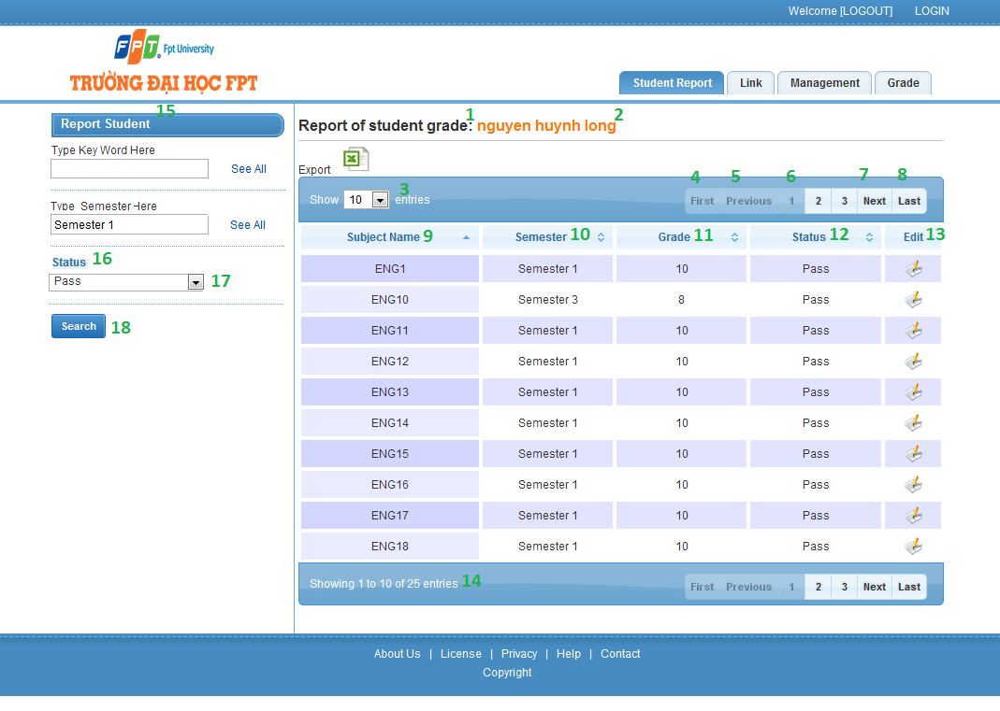 Welcome [LOGOUT] LOGIN
FPT Fpt University
TRƯỜNG ĐẠI HỌC FPT
Student Report Link Management Grade
15
Report Student
Type Key Word Here
See All
Type Semester Here
Semester 1 See All
Status 16
Pass 17
Search 18
Report of student grade: 1 nguyen huynh long 2
Export
Show 10 entries 3
4 5 6 7 8
First Previous 1 2 3 Next Last
Subject Name 9 Semester 10 Grade 11 Status 12 Edit 13
ENG1 Semester 1 10 Pass
ENG10 Semester 3 8 Pass
ENG11 Semester 1 10 Pass
ENG12 Semester 1 10 Pass
ENG13 Semester 1 10 Pass
ENG14 Semester 1 10 Pass
ENG15 Semester 1 10 Pass
ENG16 Semester 1 10 Pass
ENG17 Semester 1 10 Pass
ENG18 Semester 1 10 Pass
Showing 1 to 10 of 25 entries 14 First Previous 1 2 3 Next Last
About Us | License | Privacy | Help | Contact
Copyright